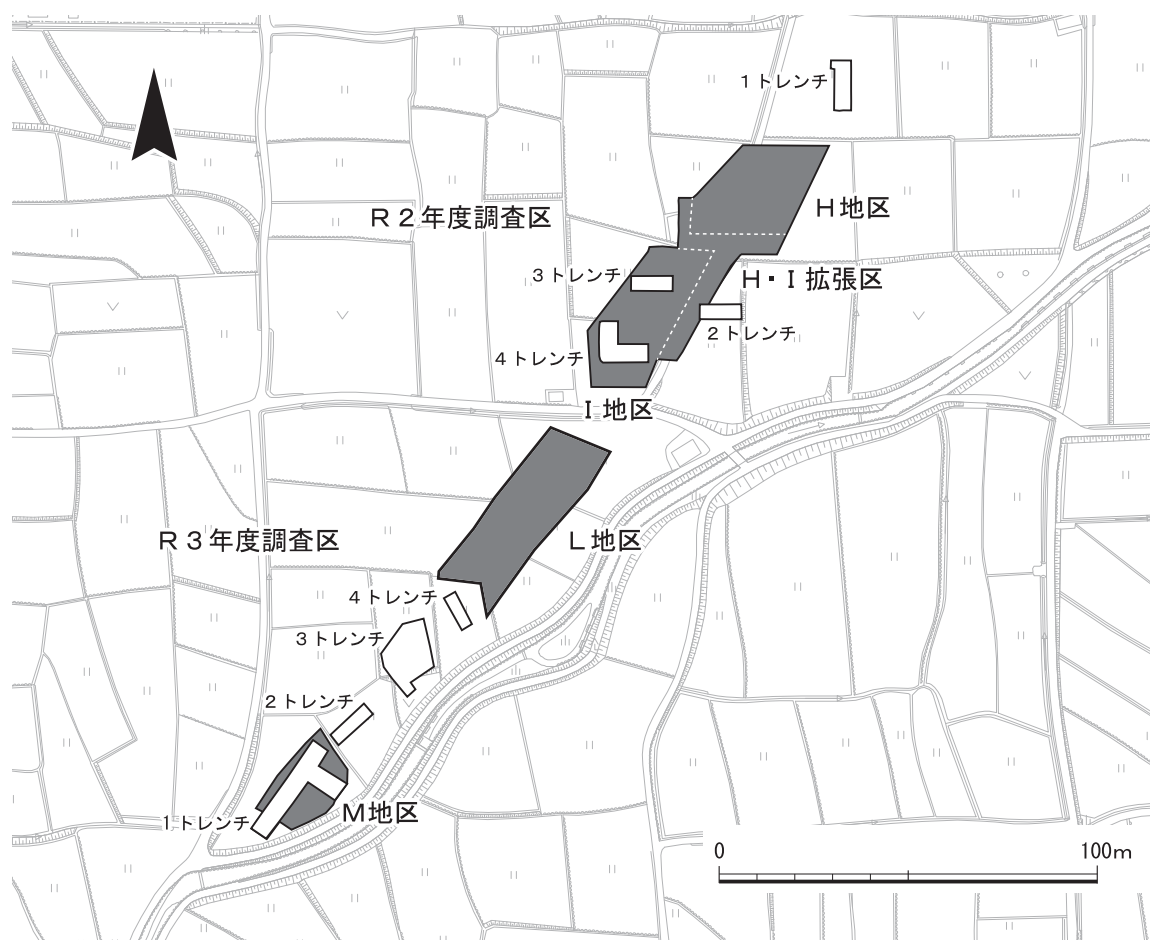 1トレンチ
R2年度調査区
H地区
3トレンチ
H・I拡張区
2トレンチ
4トレンチ
I地区
R3年度調査区
L地区
4トレンチ
3トレンチ
2トレンチ
1トレンチ
M地区
0
100m